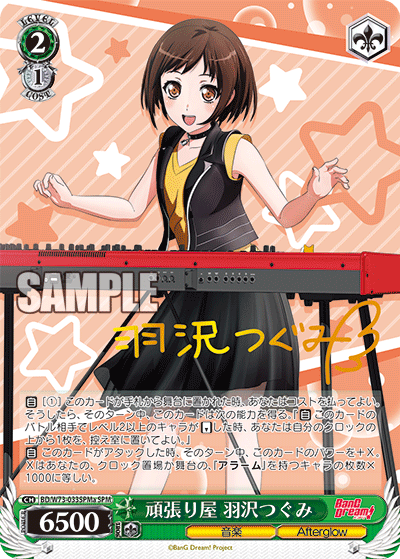 LEVEL
2
1
COST
SAMPLE
羽沢つぐみ
自 [①] このカードが手札から舞台に置かれた時、あなたはコストを払ってよい。
そうしたら、そのターン中、このカードは次の能力を得る。『自 このカードの
バトル相手でレベル2以上のキャラが した時、あなたは自分のクロックの
上から1枚を、控え室に置いてよい。』
自 このカードがアタックした時、そのターン中、このカードのパワーを+X。
Xはあなたの、クロック置場か舞台の、「アラーム」を持つキャラの枚数×
1000に等しい。
CH BD/W73-033SPMa SPM
6500
頑張り屋 羽沢つぐみ
BanG Dream!
音楽
Afterglow
©BanG Dream! Project